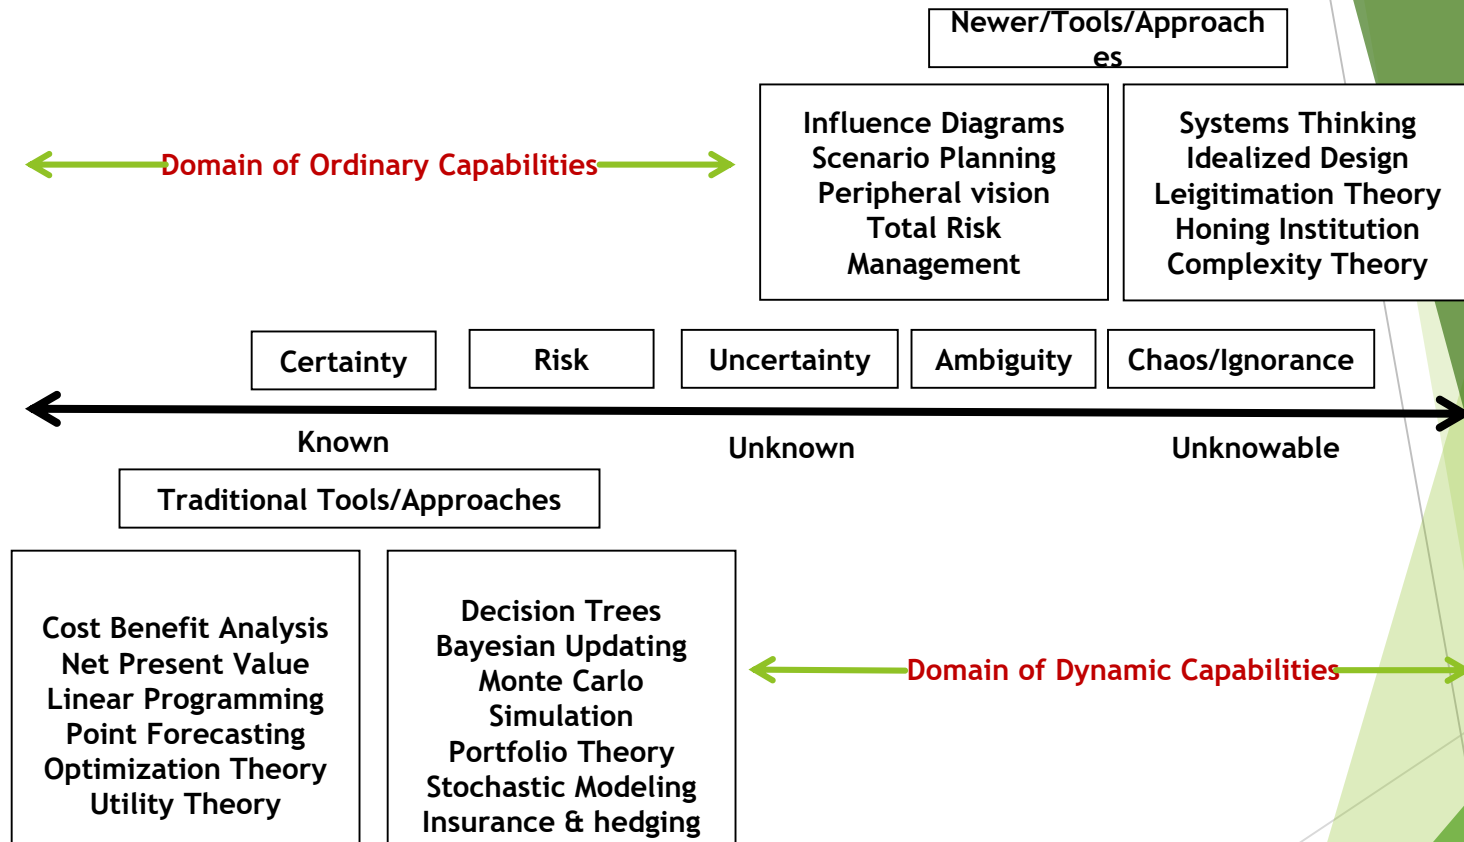 Newer/Tools/Approach
es
Influence Diagrams
Scenario Planning
Peripheral vision
Total Risk
Management
Systems Thinking
Idealized Design
Leigitimation Theory
Honing Institution
Complexity Theory
Domain of Ordinary Capabilities
Certainty
Risk
Uncertainty
Ambiguity
Chaos/Ignorance
Known
Unknown
Unknowable
Traditional Tools/Approaches
Cost Benefit Analysis
Net Present Value
Linear Programming
Point Forecasting
Optimization Theory
Utility Theory
Decision Trees
Bayesian Updating
Monte Carlo
Simulation
Portfolio Theory
Stochastic Modeling
Insurance & hedging
Domain of Dynamic Capabilities